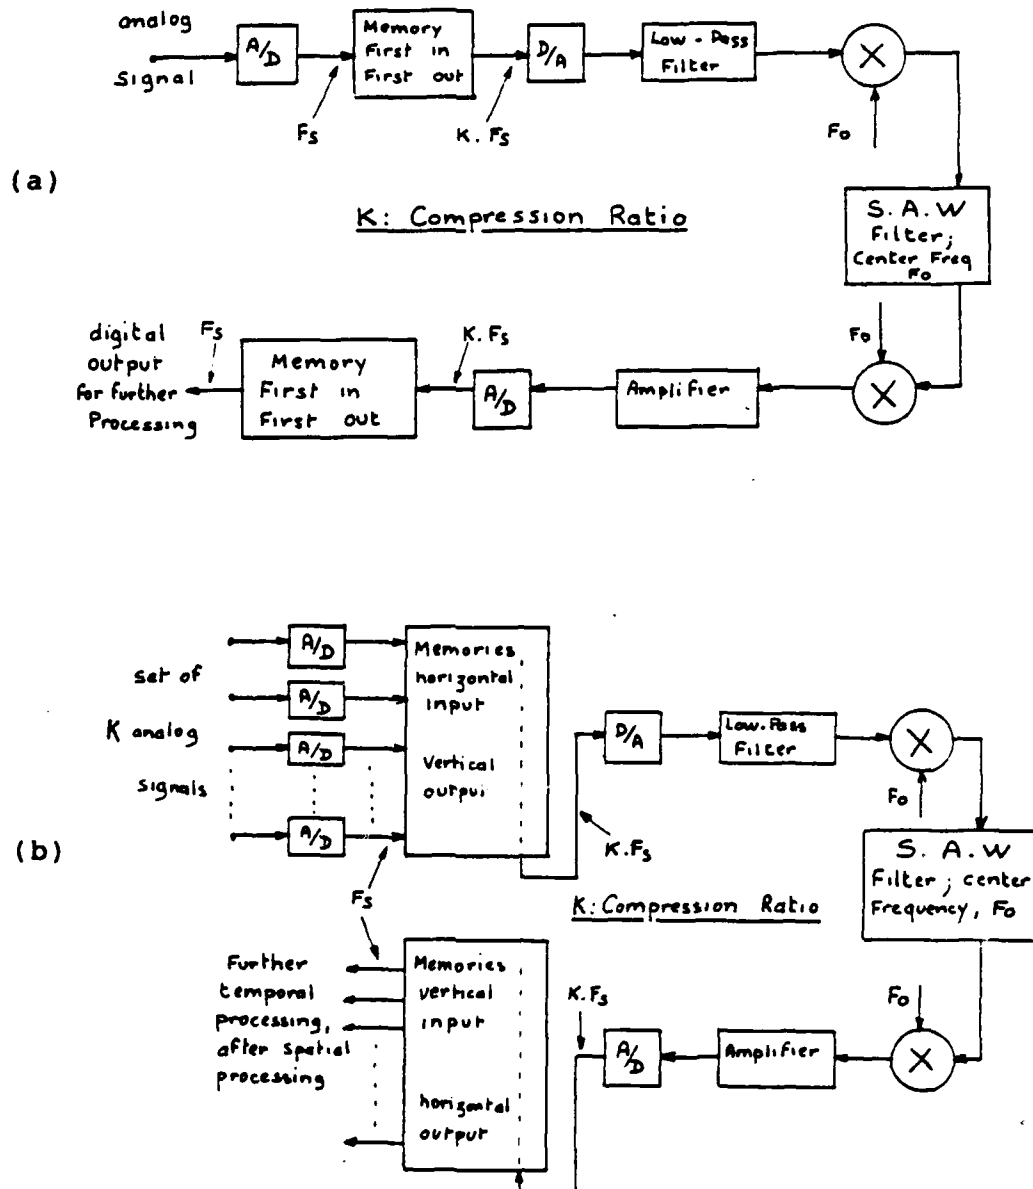 analog
signal
A/D
Fs
Memory
First in
First out
K.Fs
D/A
Low-Pass
Filter
Fo
(a)
K: Compression Ratio
S.A.W
Filter;
Center Freq
Fo
Fo
Amplifier
A/D
K.Fs
Memory
First in
First out
Fs
digital
output
for further
Processing
set of
K analog
signals
A/D
A/D
A/D
A/D
Fs
Memories
horizontal
input
Vertical
output
K.Fs
D/A
Low.Pass
Filter
Fo
(b)
K: Compression Ratio
S.A.W
Filter; center
Frequency, Fo
Fo
Amplifier
A/D
K.Fs
Memories
vertical
input
horizontal
output
Further
temporal
processing,
after spatial
processing